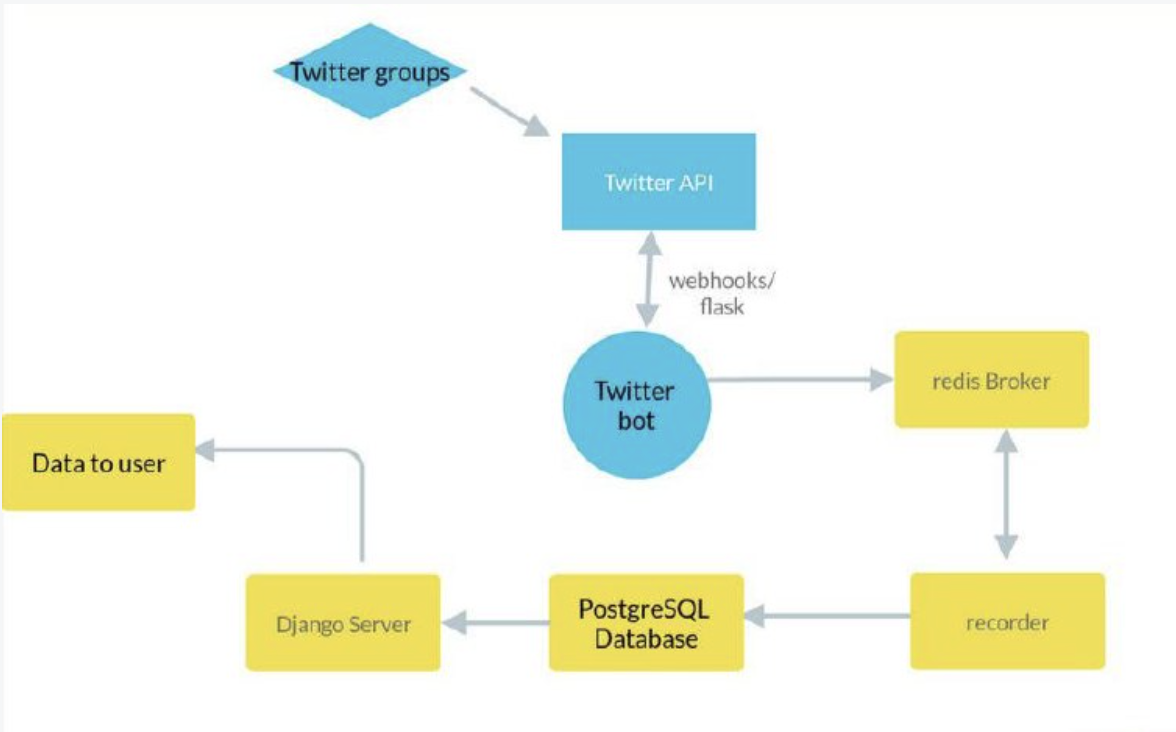 Twitter groups
Twitter API
webhooks/
flask
Twitter
bot
redis Broker
Data to user
Django Server
PostgreSQL
Database
recorder